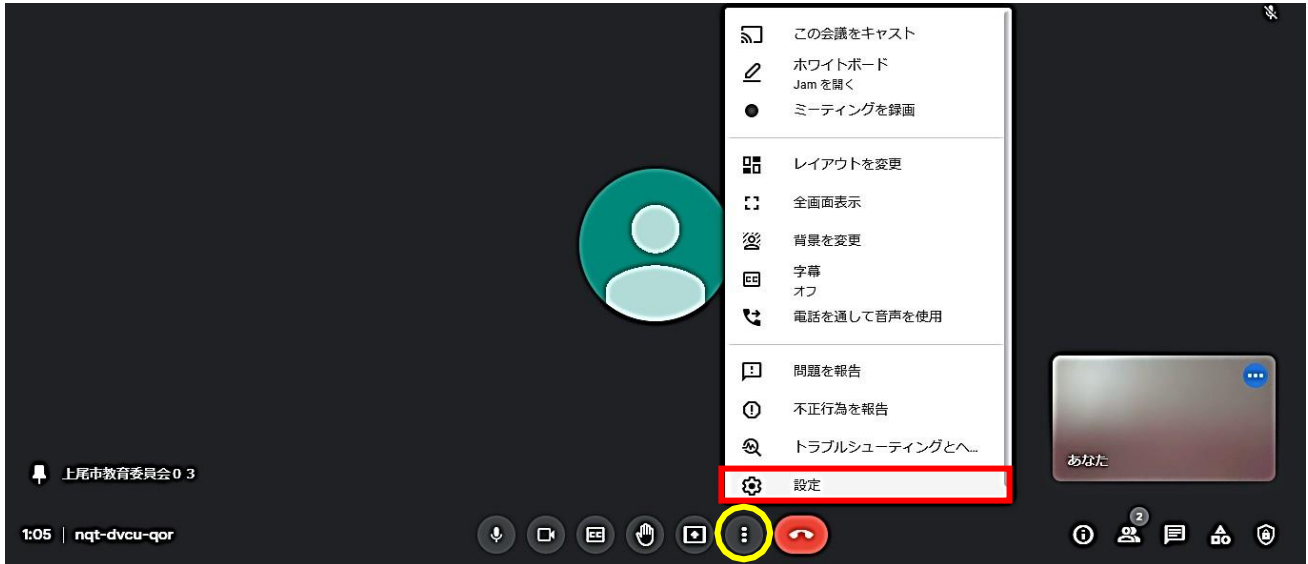 この会議をキャスト
ホワイトボード
Jam を開く
ミーティングを録画
レイアウトを変更
全画面表示
背景を変更
字幕
オフ
電話を通して音声を使用
問題を報告
不正行為を報告
トラブルシューティングとヘ...
設定
あなた
上尾市教育委員会０３
1:05 | nqt-dvcu-qor
CC
2